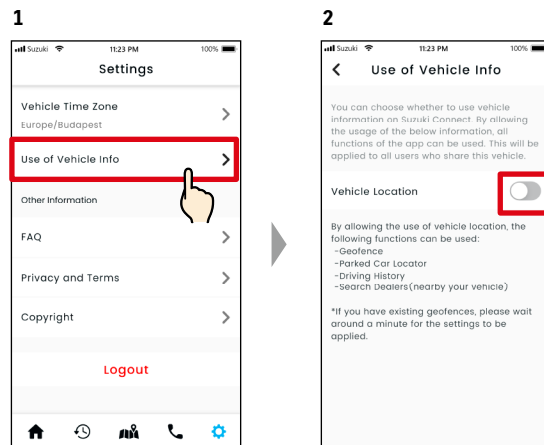 1
Suzuki 11:23 PM 100%
Settings
Vehicle Time Zone
Europe/Budapest
Use of Vehicle Info
Other Information
FAQ
Privacy and Terms
Copyright
Logout
2
Suzuki 11:23 PM 100%
Use of Vehicle Info
You can choose whether to use vehicle
information on Suzuki Connect. By allowing
the usage of the below information, all
functions of the app can be used. This will be
applied to all users who share this vehicle.
Vehicle Location
By allowing the use of vehicle location, the
following functions can be used:
-Geofence
-Parked Car Locator
-Driving History
-Search Dealers(nearby your vehicle)
*If you have existing geofences, please wait
around a minute for the settings to be
applied.